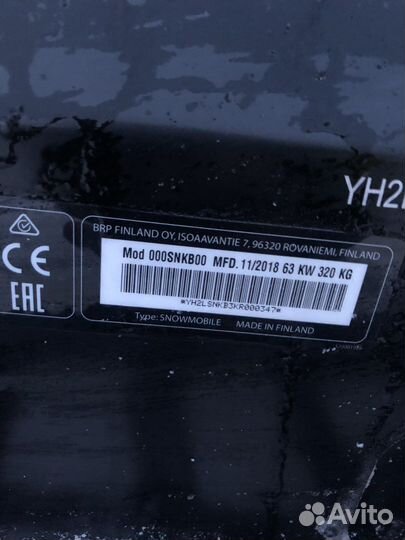 YH2
BRP FINLAND OY, ISOAAVANTIE 7, 96320 ROVANIEMI, FINLAND
Mod 000SNKB00 MFD. 11/2018 63 KW 320 KG
*YH2LSNKB3KR000347*
Type: SNOWMOBILE MADE IN FINLAND
CE
EAC
Avito